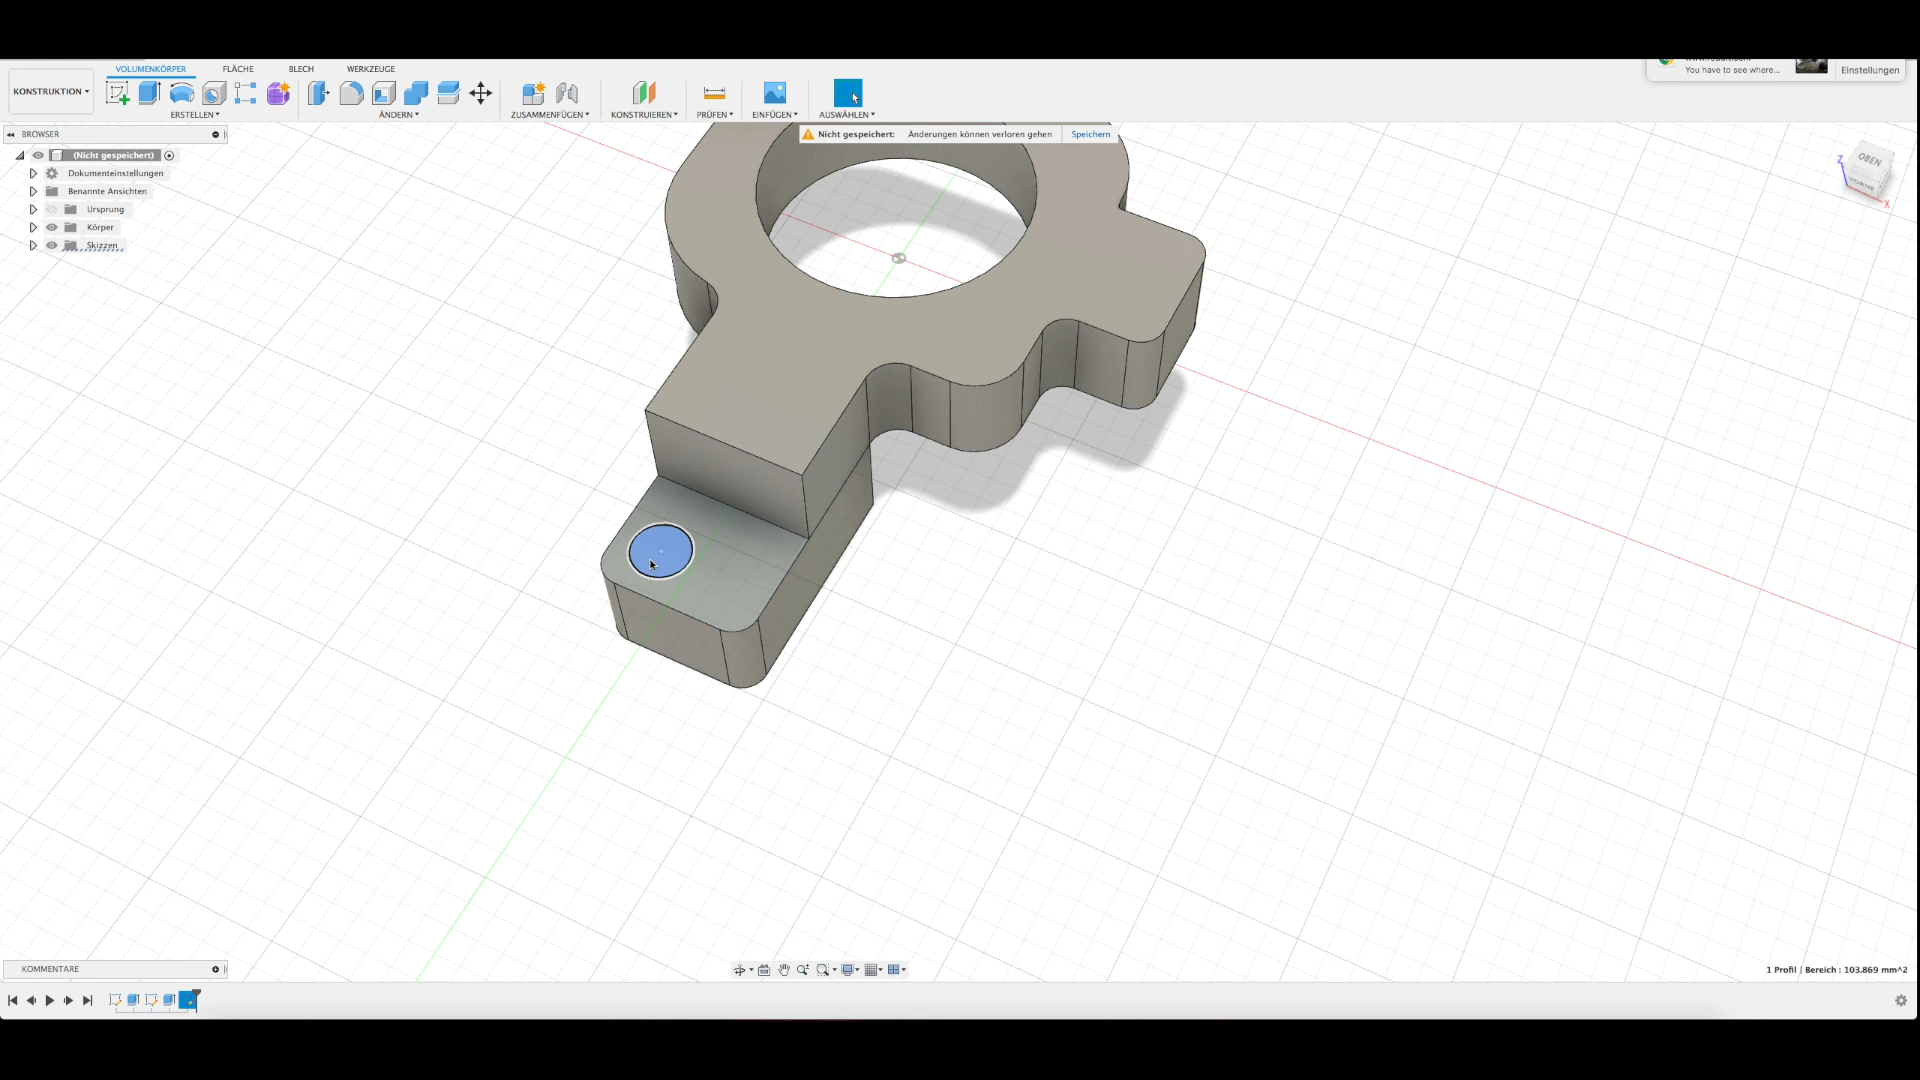 VOLUMENKÖRPER FLÄCHE BLECH WERKZEUGE
You have to see where...
Einstellungen
KONSTRUKTION
ERSTELLEN ÄNDERN ZUSAMMENFÜGEN KONSTRUIEREN PRÜFEN EINFÜGEN AUSWÄHLEN
BROWSER
Nicht gespeichert: Änderungen können verloren gehen Speichern
(Nicht gespeichert)
Dokumenteinstellungen
Benannte Ansichten
Ursprung
Körper
Skizzen
Z
OBEN
X
KOMMENTARE
1 Profil | Bereich : 103.869 mm^2